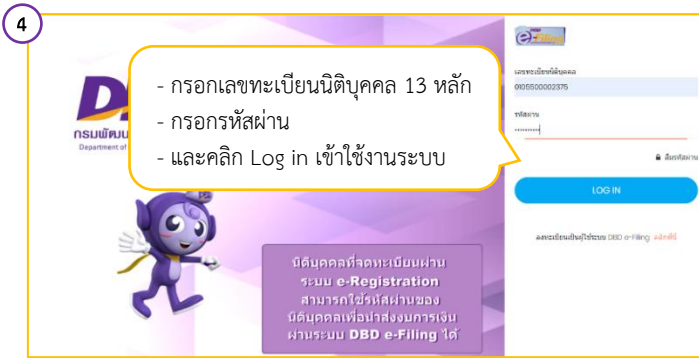 4
e-Filing
- กรอกเลขทะเบียนนิติบุคคล 13 หลัก
- กรอกรหัสผ่าน
- และคลิก Log in เข้าใช้งานระบบ
กรมพัฒน
Department of
เลขทะเบียนนิติบุคคล
0105500002375
รหัสผ่าน
ลืมรหัสผ่าน
LOG IN
ลงทะเบียนเป็นผู้ใช้ระบบ DBD e-Filing คลิกที่นี่
นิติบุคคลที่จดทะเบียนผ่าน
ระบบ e-Registration
สามารถใช้รหัสผ่านของ
นิติบุคคลเพื่อนำส่งงบการเงิน
ผ่านระบบ DBD e-Filing ได้